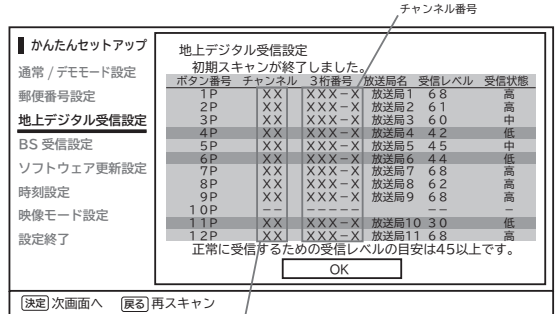 チャンネル番号
かんたんセットアップ
通常 / デモモード設定
郵便番号設定
地上デジタル受信設定
BS 受信設定
ソフトウェア更新設定
時刻設定
映像モード設定
設定終了
地上デジタル受信設定
初期スキャンが終了しました。
ボタン番号 チャンネル 3桁番号 放送局名 受信レベル 受信状態
1P XX XXX-X 放送局1 68 高
2P XX XXX-X 放送局2 61 高
3P XX XXX-X 放送局3 60 中
4P XX XXX-X 放送局4 42 低
5P XX XXX-X 放送局5 45 中
6P XX XXX-X 放送局6 44 低
7P XX XXX-X 放送局7 68 高
8P XX XXX-X 放送局8 62 高
9P XX XXX-X 放送局9 68 高
10P -- ---- -- -- -
11P XX XXX-X 放送局10 30 低
12P XX XXX-X 放送局11 68 高
正常に受信するための受信レベルの目安は45以上です。
OK
決定 次画面へ 戻る 再スキャン